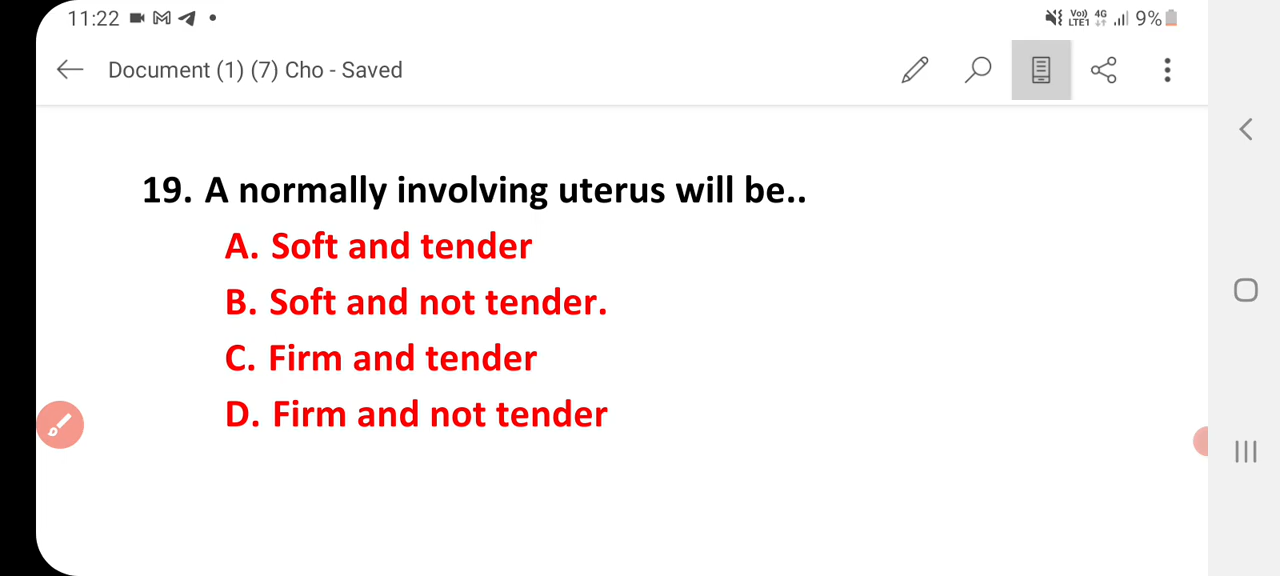 11:22
Vo)) 4G
LTE1 9%
Document (1) (7) Cho - Saved
19. A normally involving uterus will be..
A. Soft and tender
B. Soft and not tender.
C. Firm and tender
D. Firm and not tender